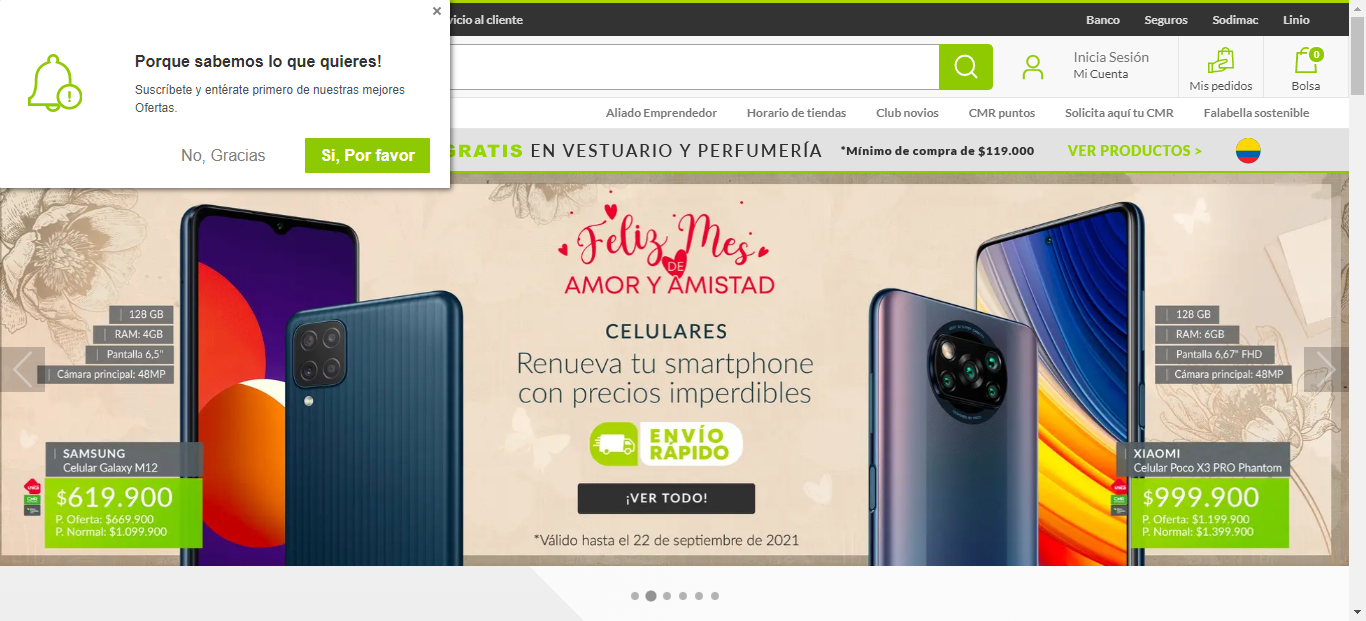 ×
Porque sabemos lo que quieres!
Suscríbete y entérate primero de nuestras mejores
Ofertas.
No, Gracias
Si, Por favor
vicio al cliente
Banco
Seguros
Sodimac
Linio
Inicia Sesión
Mi Cuenta
Mis pedidos
0
Bolsa
Aliado Emprendedor
Horario de tiendas
Club novios
CMR puntos
Solicita aquí tu CMR
Falabella sostenible
GRATIS EN VESTUARIO Y PERFUMERÍA
*Mínimo de compra de $119.000
VER PRODUCTOS >
Feliz Mes
DE
AMOR Y AMISTAD
CELULARES
Renueva tu smartphone
con precios imperdibles
ENVÍO
RÁPIDO
¡VER TODO!
*Válido hasta el 22 de septiembre de 2021
128 GB
RAM: 4GB
Pantalla 6,5"
Cámara principal: 48MP
SAMSUNG
Celular Galaxy M12
$619.900
P. Oferta: $669.900
P. Normal: $1.099.900
128 GB
RAM: 6GB
Pantalla 6,67" FHD
Cámara principal: 48MP
XIAOMI
Celular Poco X3 PRO Phantom
$999.900
P. Oferta: $1.199.900
P. Normal: $1.399.900